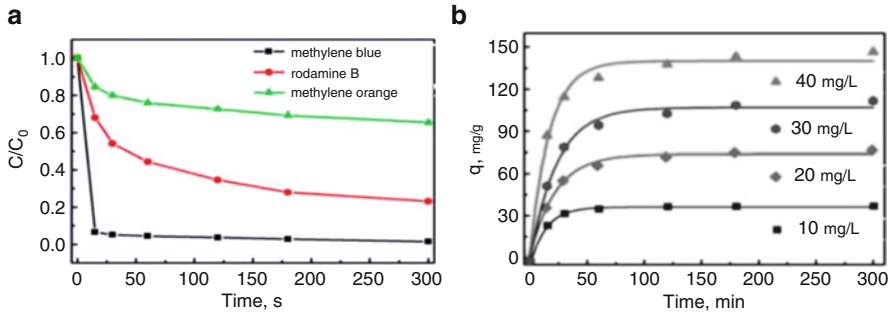 a
C/C0
1.0
0.8
0.6
0.4
0.2
0.0
methylene blue
rodamine B
methylene orange
0 50 100 150 200 250 300
Time, s
b
q, mg/g
150
120
90
60
30
0
40 mg/L
30 mg/L
20 mg/L
10 mg/L
0 50 100 150 200 250 300
Time, min